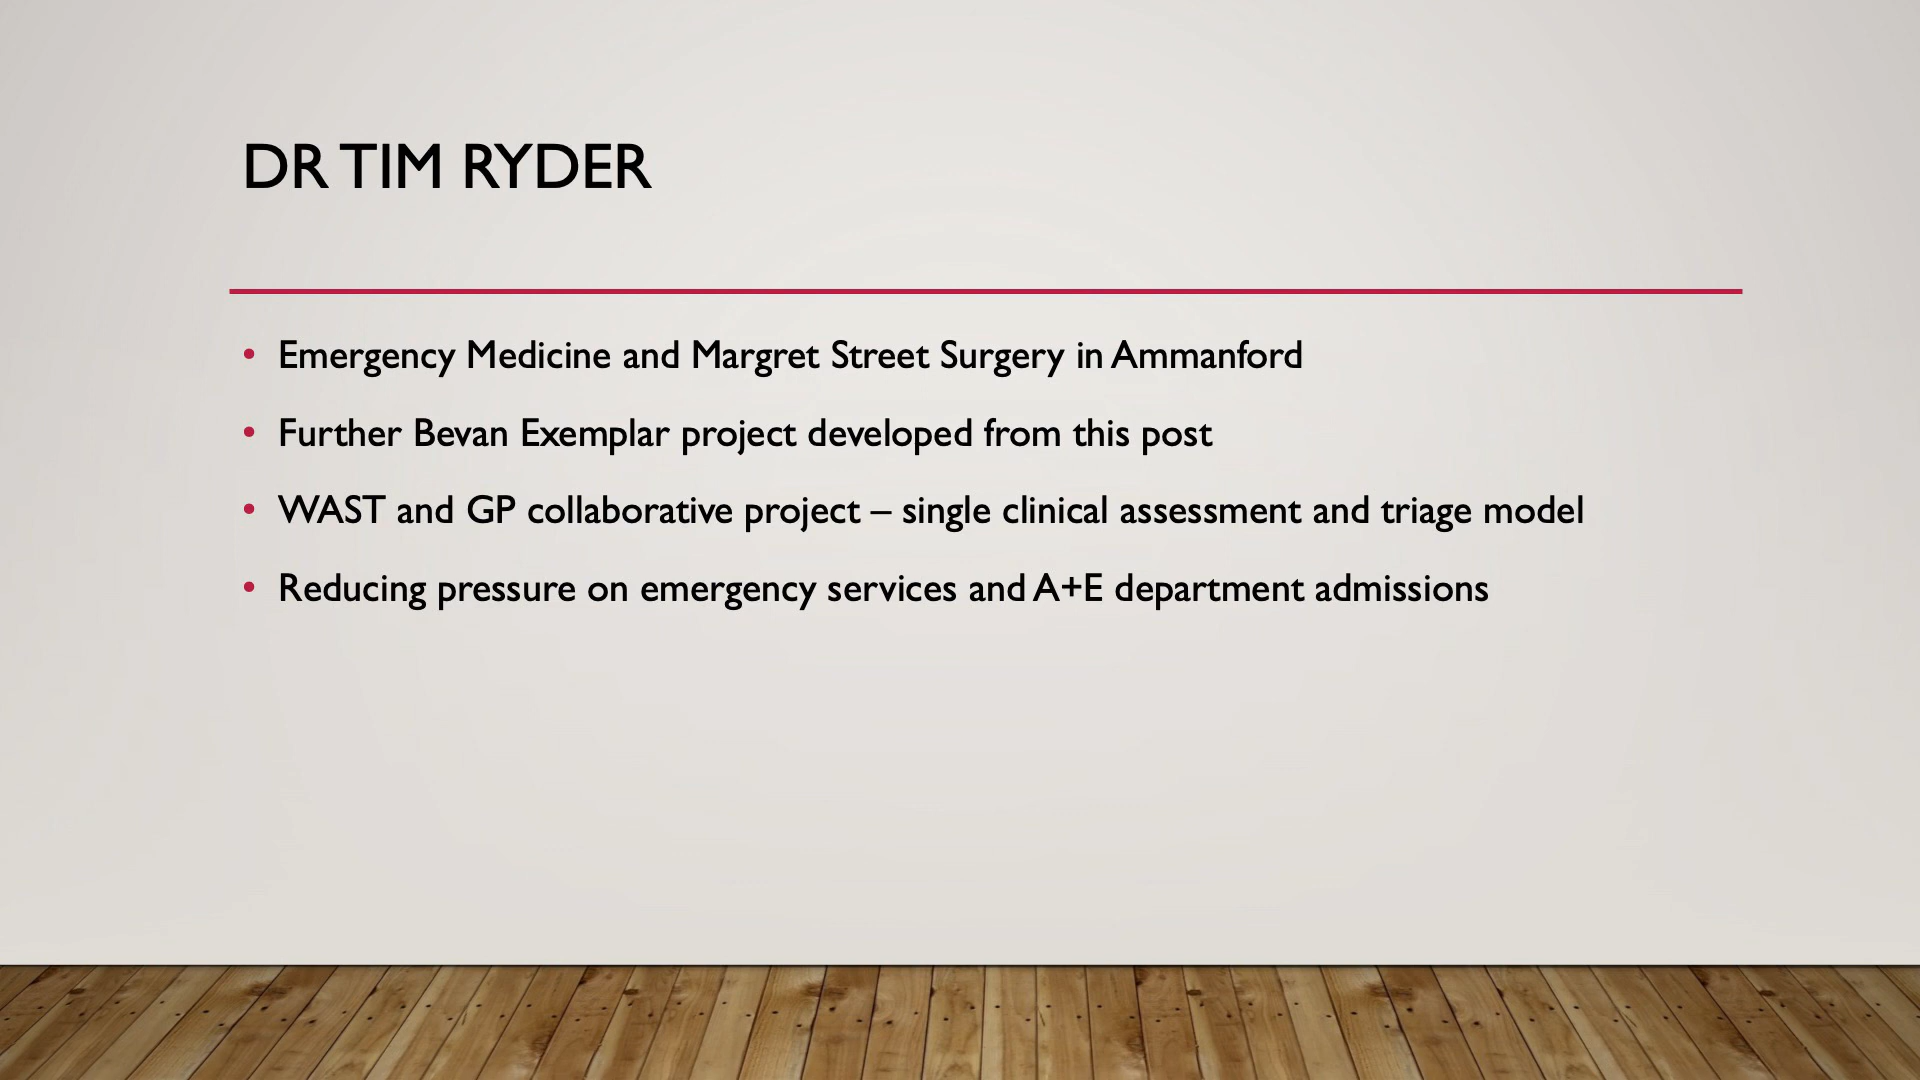 DR TIM RYDER
• Emergency Medicine and Margret Street Surgery in Ammanford
• Further Bevan Exemplar project developed from this post
• WAST and GP collaborative project – single clinical assessment and triage model
• Reducing pressure on emergency services and A+E department admissions